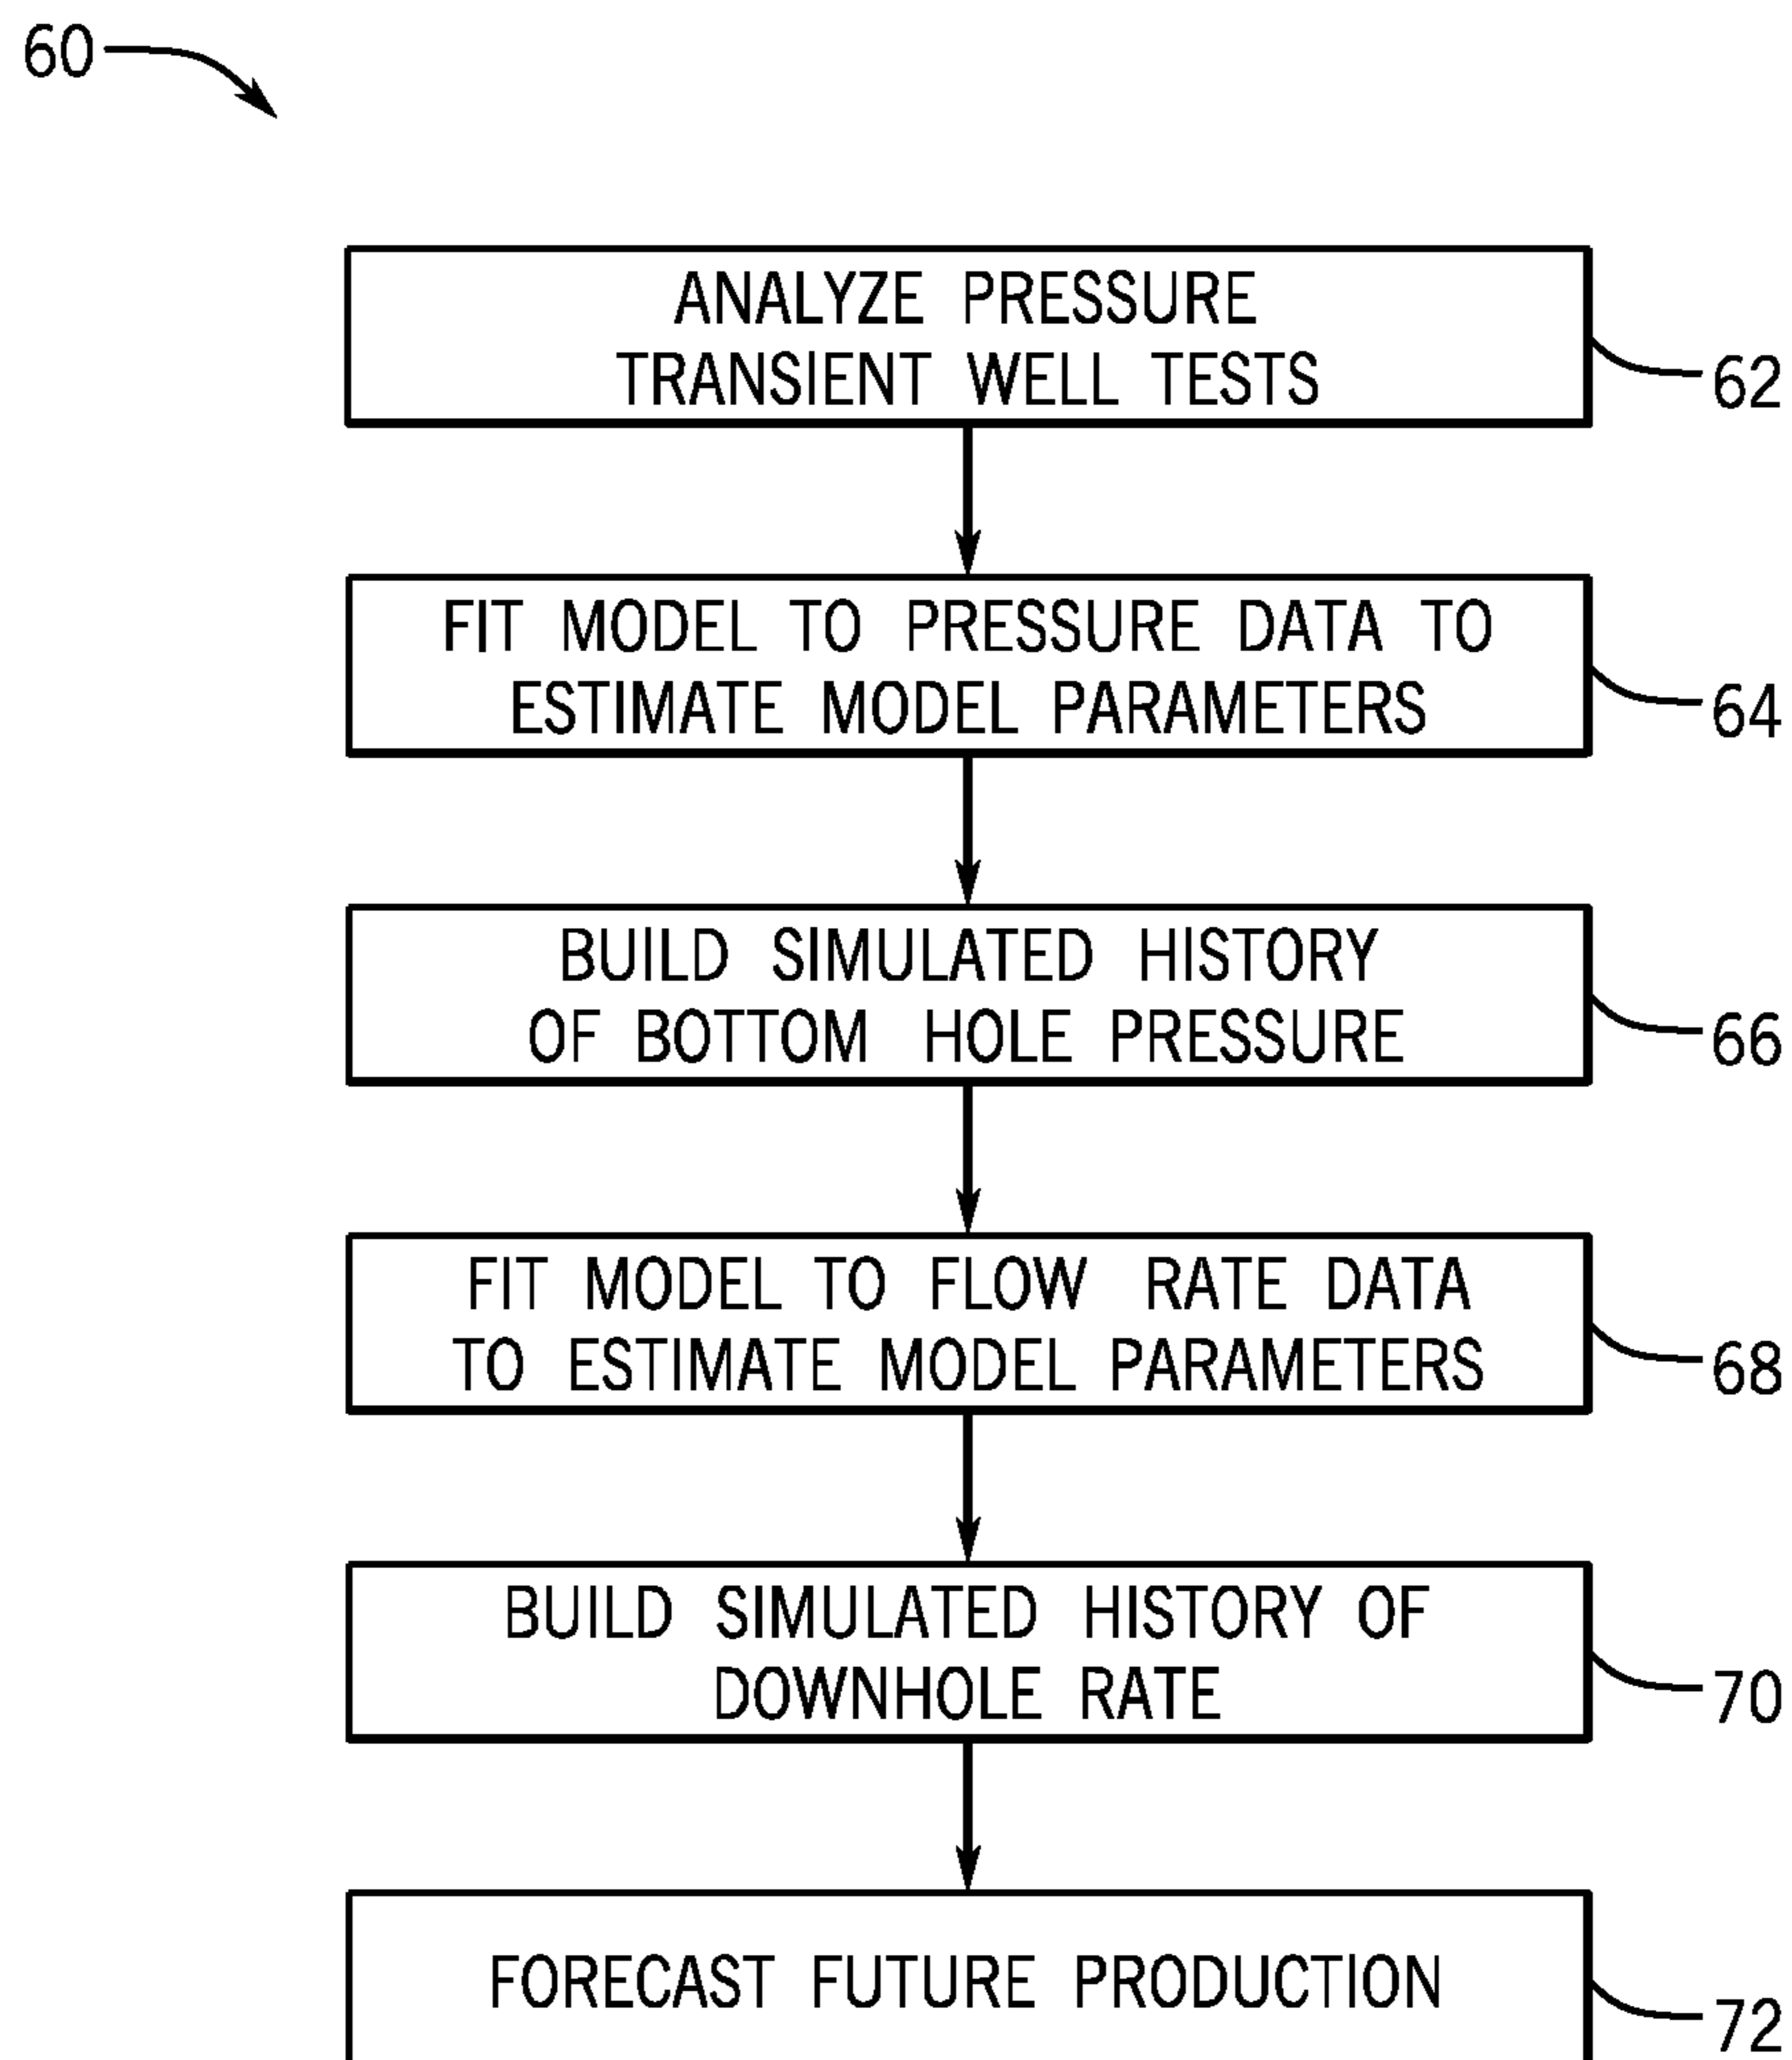 60
ANALYZE PRESSURE
TRANSIENT WELL TESTS
62
FIT MODEL TO PRESSURE DATA TO
ESTIMATE MODEL PARAMETERS
64
BUILD SIMULATED HISTORY
OF BOTTOM HOLE PRESSURE
66
FIT MODEL TO FLOW RATE DATA
TO ESTIMATE MODEL PARAMETERS
68
BUILD SIMULATED HISTORY OF
DOWNHOLE RATE
70
FORECAST FUTURE PRODUCTION
72